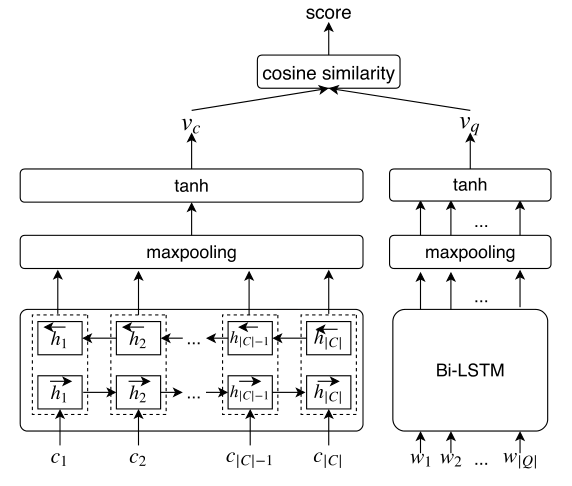 score
cosine similarity
v_c v_q
tanh tanh
...
maxpooling maxpooling
...
\overleftarrow{h}_1 \overleftarrow{h}_2 ... \overleftarrow{h}_{|C|-1} \overleftarrow{h}_{|C|}
Bi-LSTM
\overrightarrow{h}_1 \overrightarrow{h}_2 ... \overrightarrow{h}_{|C|-1} \overrightarrow{h}_{|C|}
c_1 c_2 c_{|C|-1} c_{|C|} w_1 w_2 ... w_{|Q|}